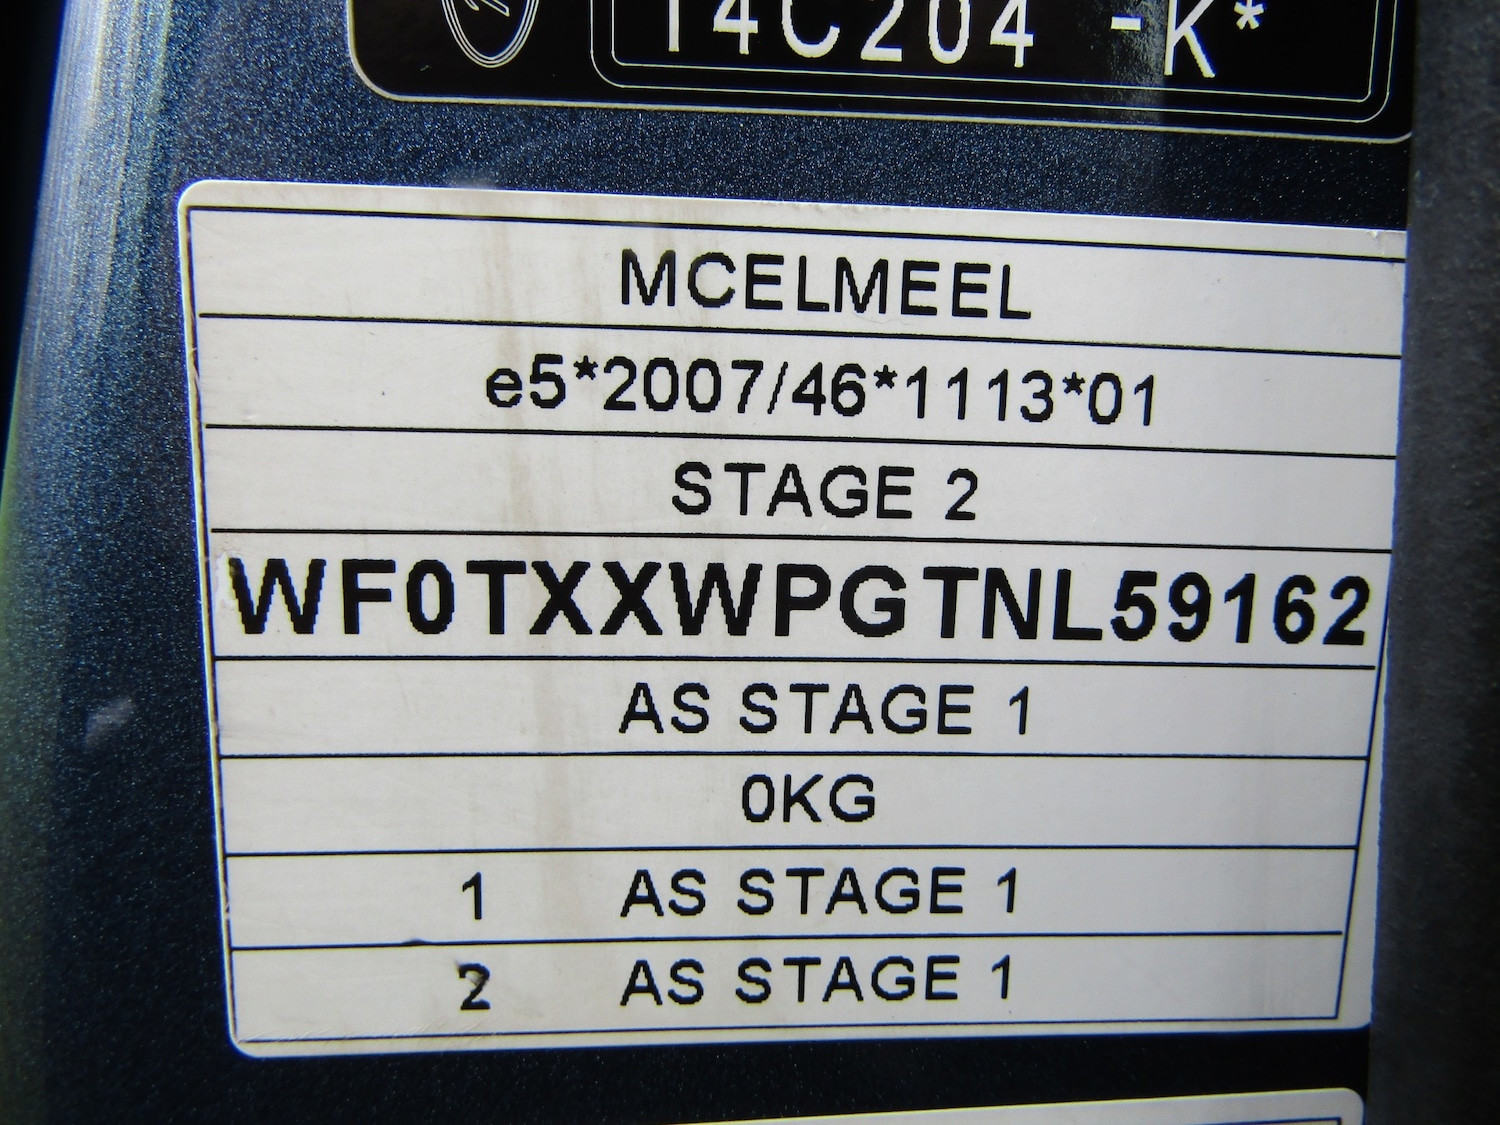 14C204 -K*
MCELMEEL
e5*2007/46*1113*01
STAGE 2
WF0TXXWPGTNL59162
AS STAGE 1
0KG
1 AS STAGE 1
2 AS STAGE 1